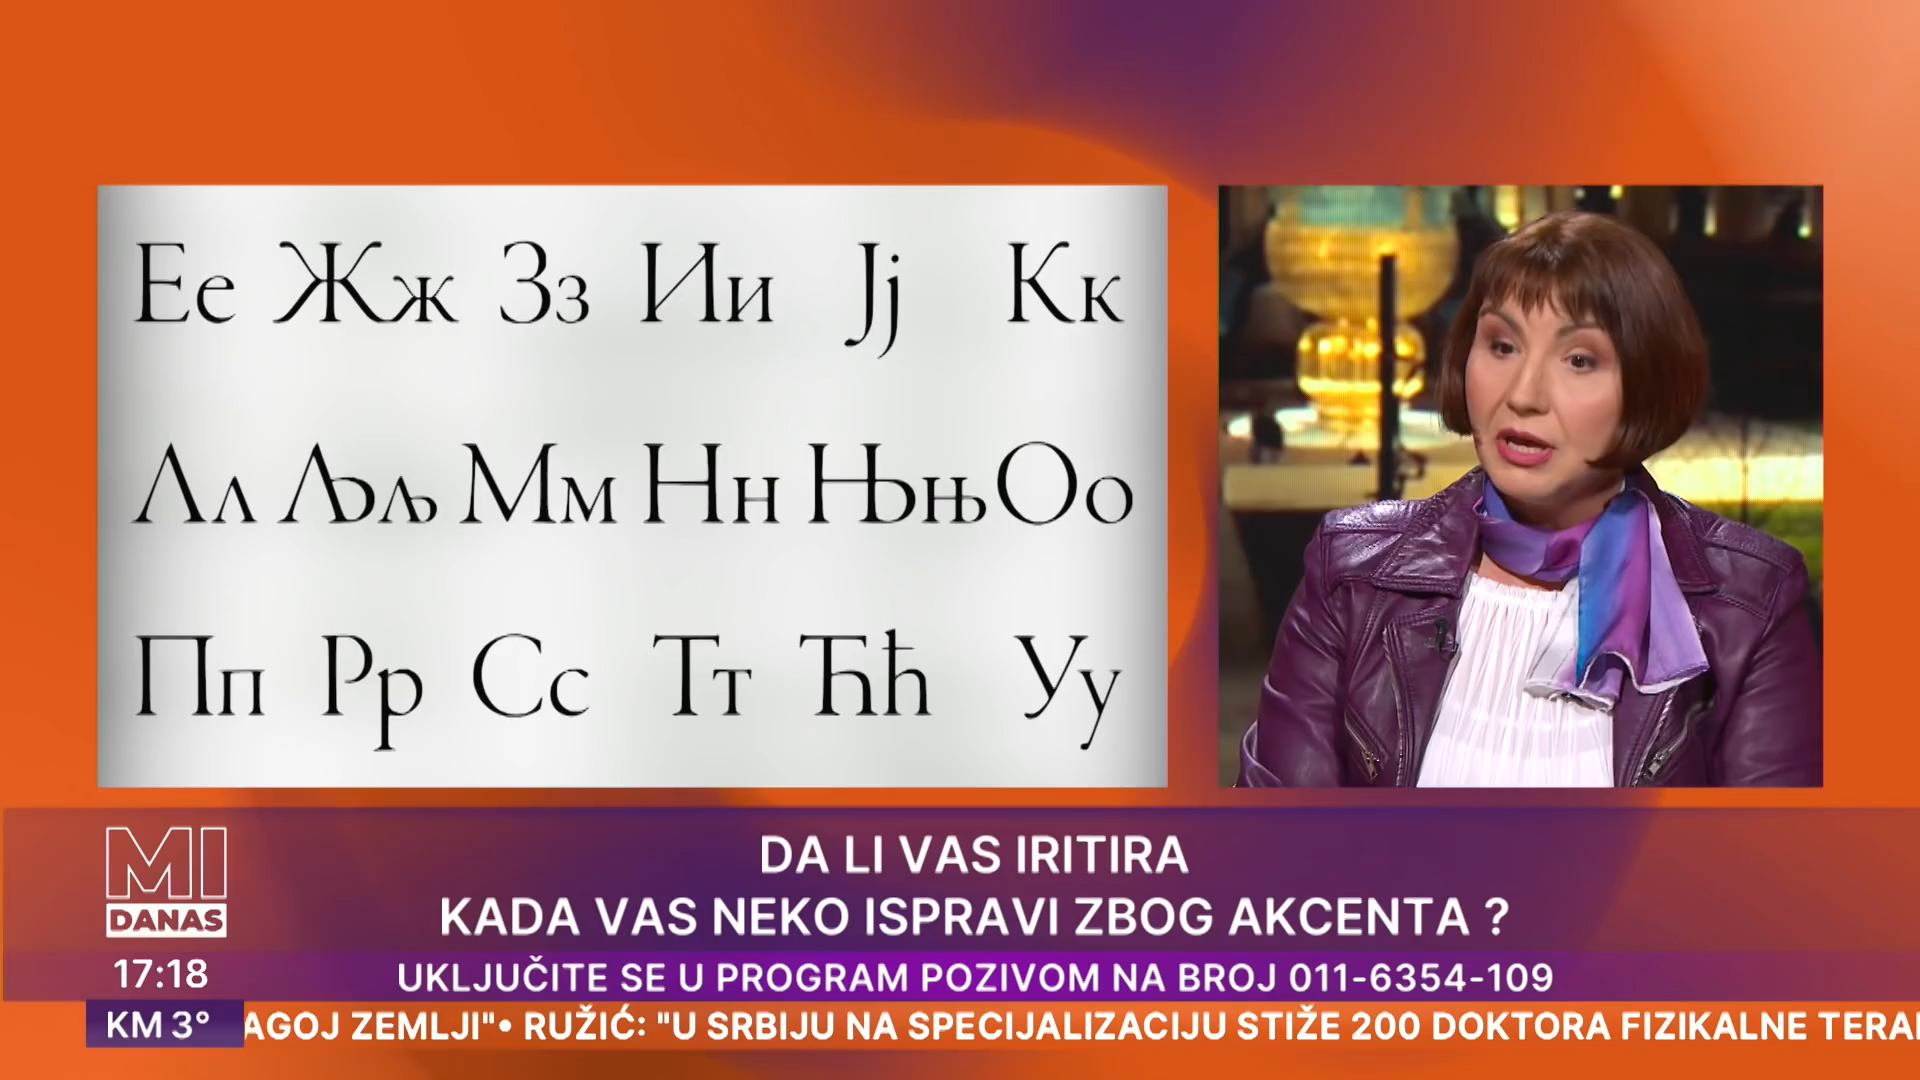 Ее Жж Зз Ии Јј Кк
Лл Љљ Мм Нн Њњ Оо
Пп Рр Сс Тт Ћћ Уу
MI
DANAS
17:18
DA LI VAS IRITIRA
KADA VAS NEKO ISPRAVI ZBOG AKCENTA ?
UKLJUČITE SE U PROGRAM POZIVOM NA BROJ 011-6354-109
KM 3° AGOJ ZEMLJI"• RUŽIĆ: "U SRBIJU NA SPECIJALIZACIJU STIŽE 200 DOKTORA FIZIKALNE TERA